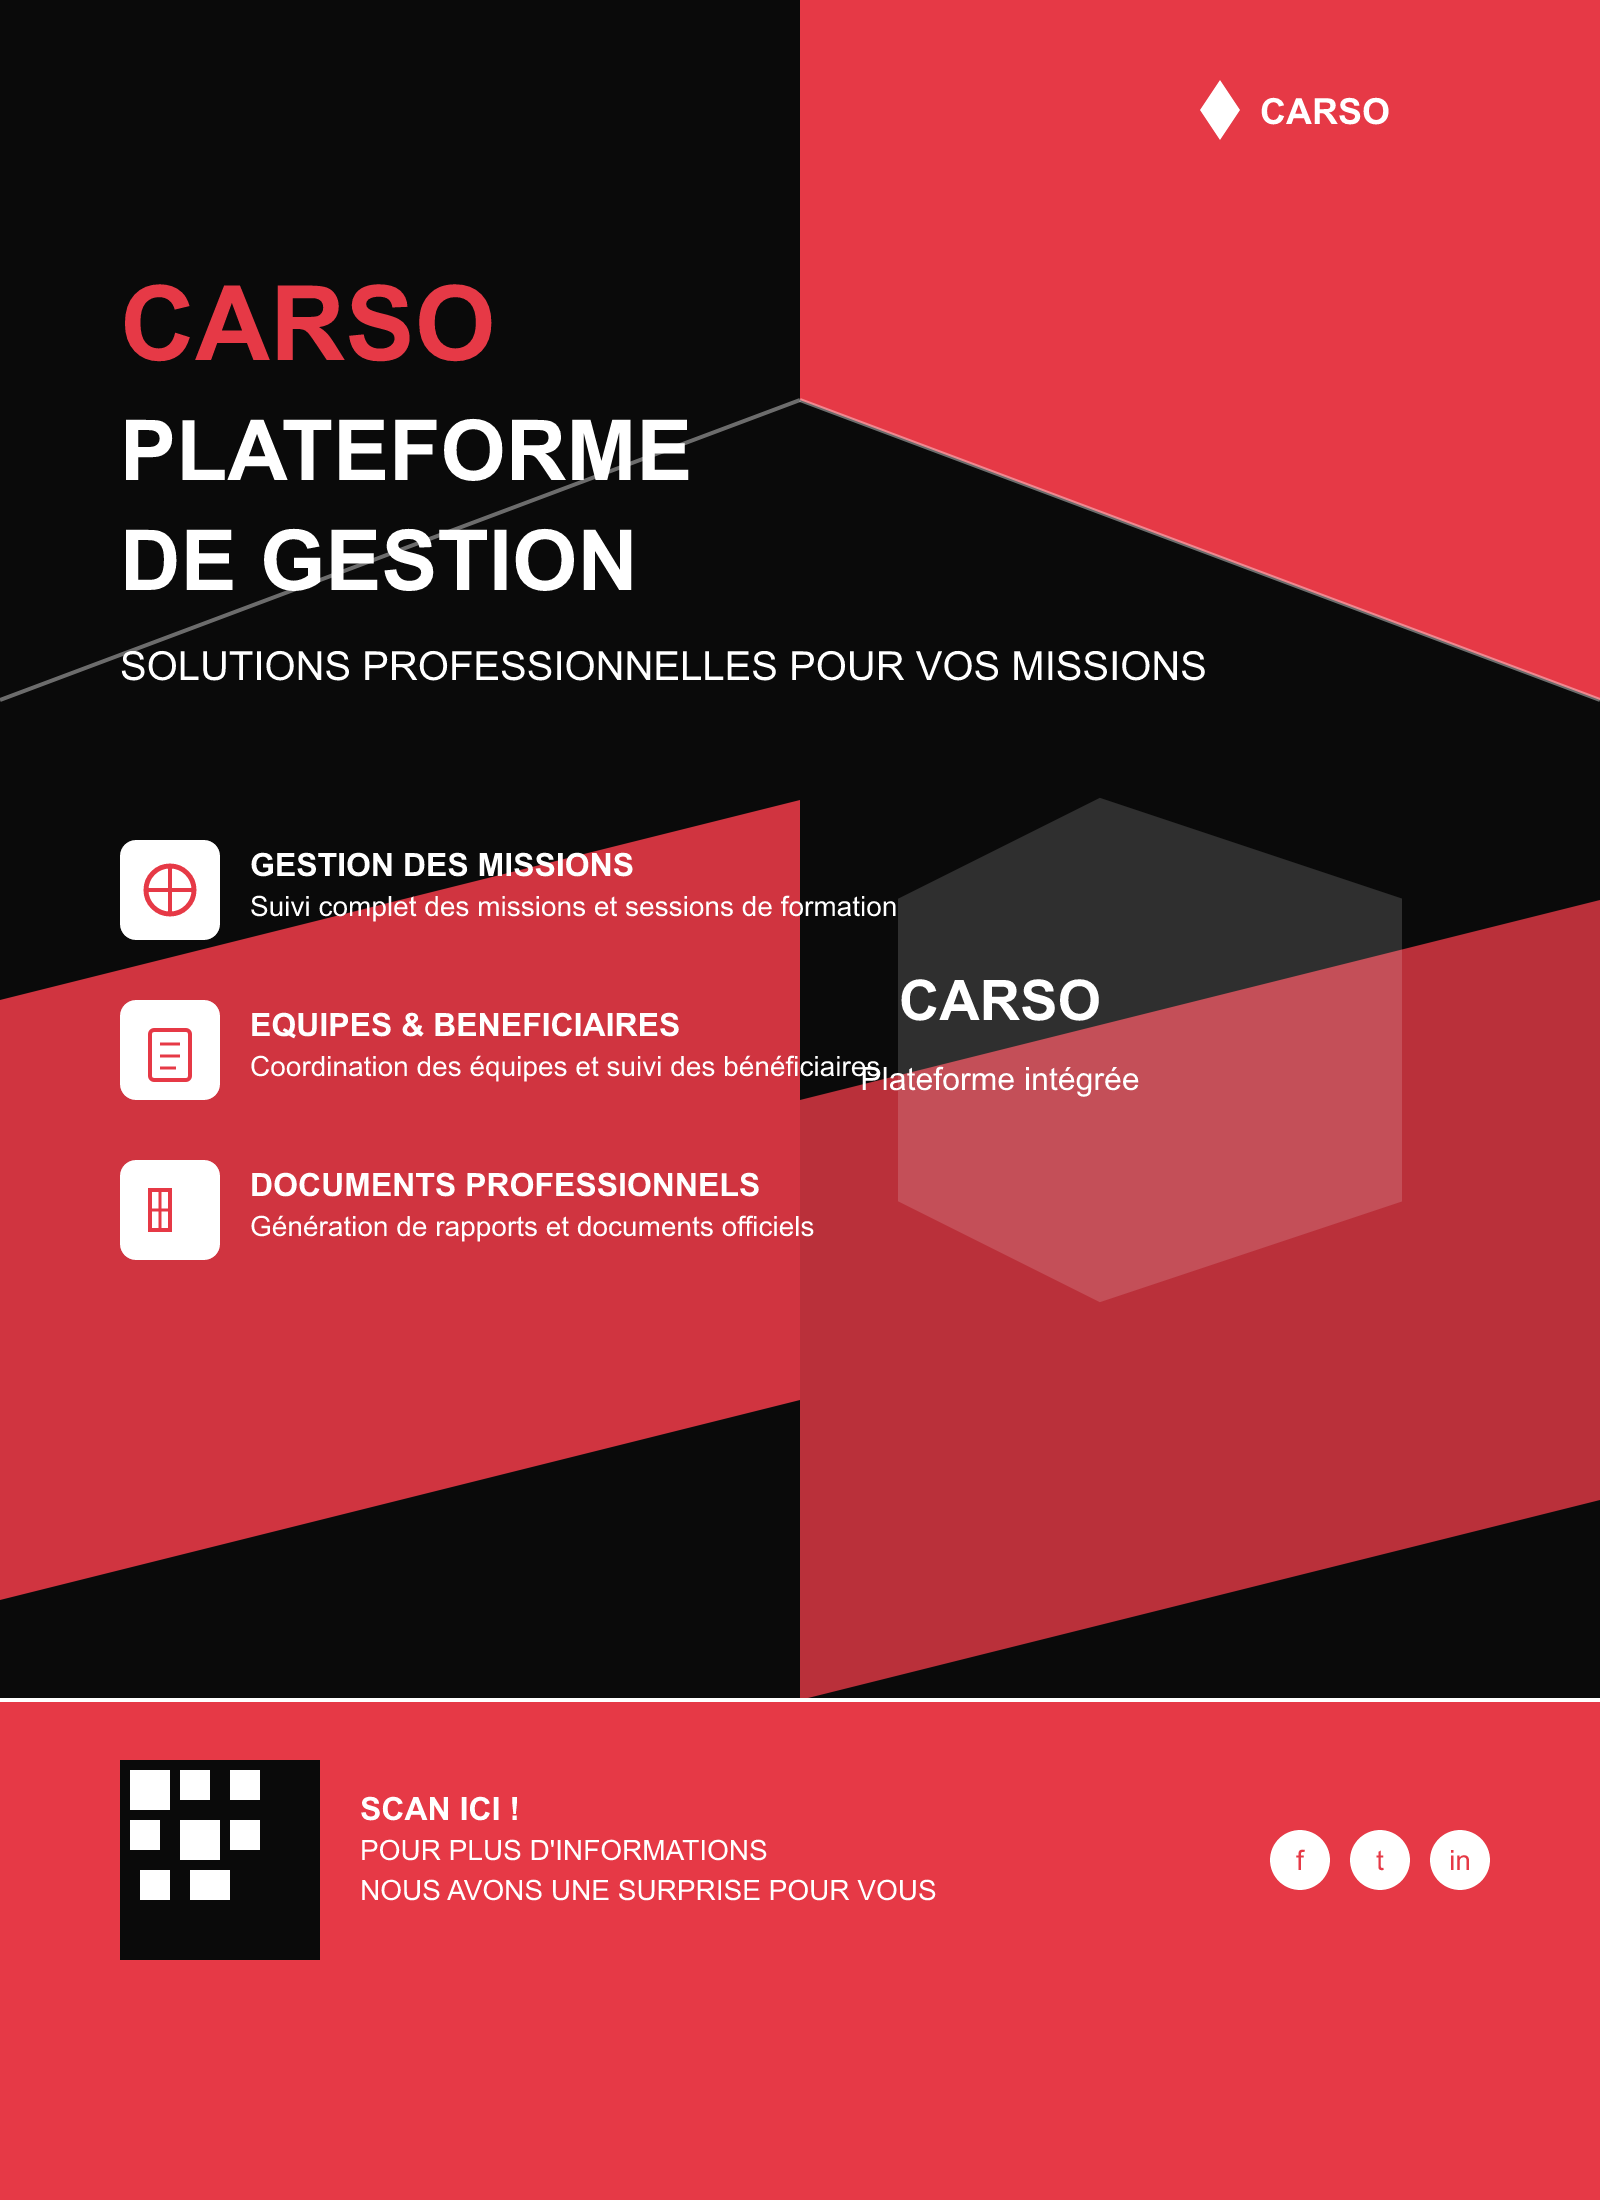 CARSO
CARSO
PLATEFORME
DE GESTION
SOLUTIONS PROFESSIONNELLES POUR VOS MISSIONS
GESTION DES MISSIONS
Suivi complet des missions et sessions de formation
EQUIPES & BENEFICIAIRES
Coordination des équipes et suivi des bénéficiaires
DOCUMENTS PROFESSIONNELS
Génération de rapports et documents officiels
CARSO
Plateforme intégrée
SCAN ICI !
POUR PLUS D'INFORMATIONS
NOUS AVONS UNE SURPRISE POUR VOUS
f t in